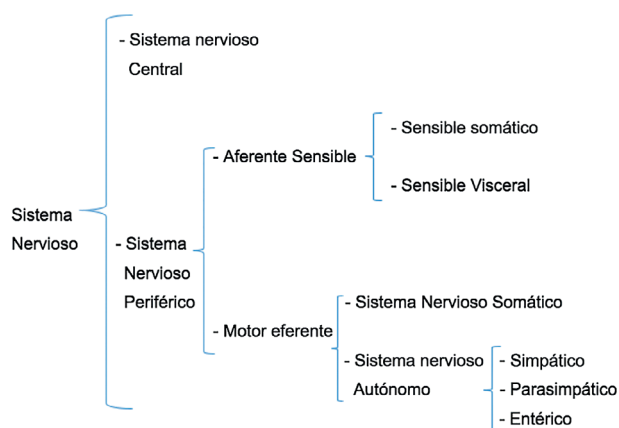 Sistema
Nervioso
- Sistema nervioso
Central
- Sistema
Nervioso
Periférico
- Aferente Sensible
- Sensible somático
- Sensible Visceral
- Motor eferente
- Sistema Nervioso Somático
- Sistema nervioso
Autónomo
- Simpático
- Parasimpático
- Entérico